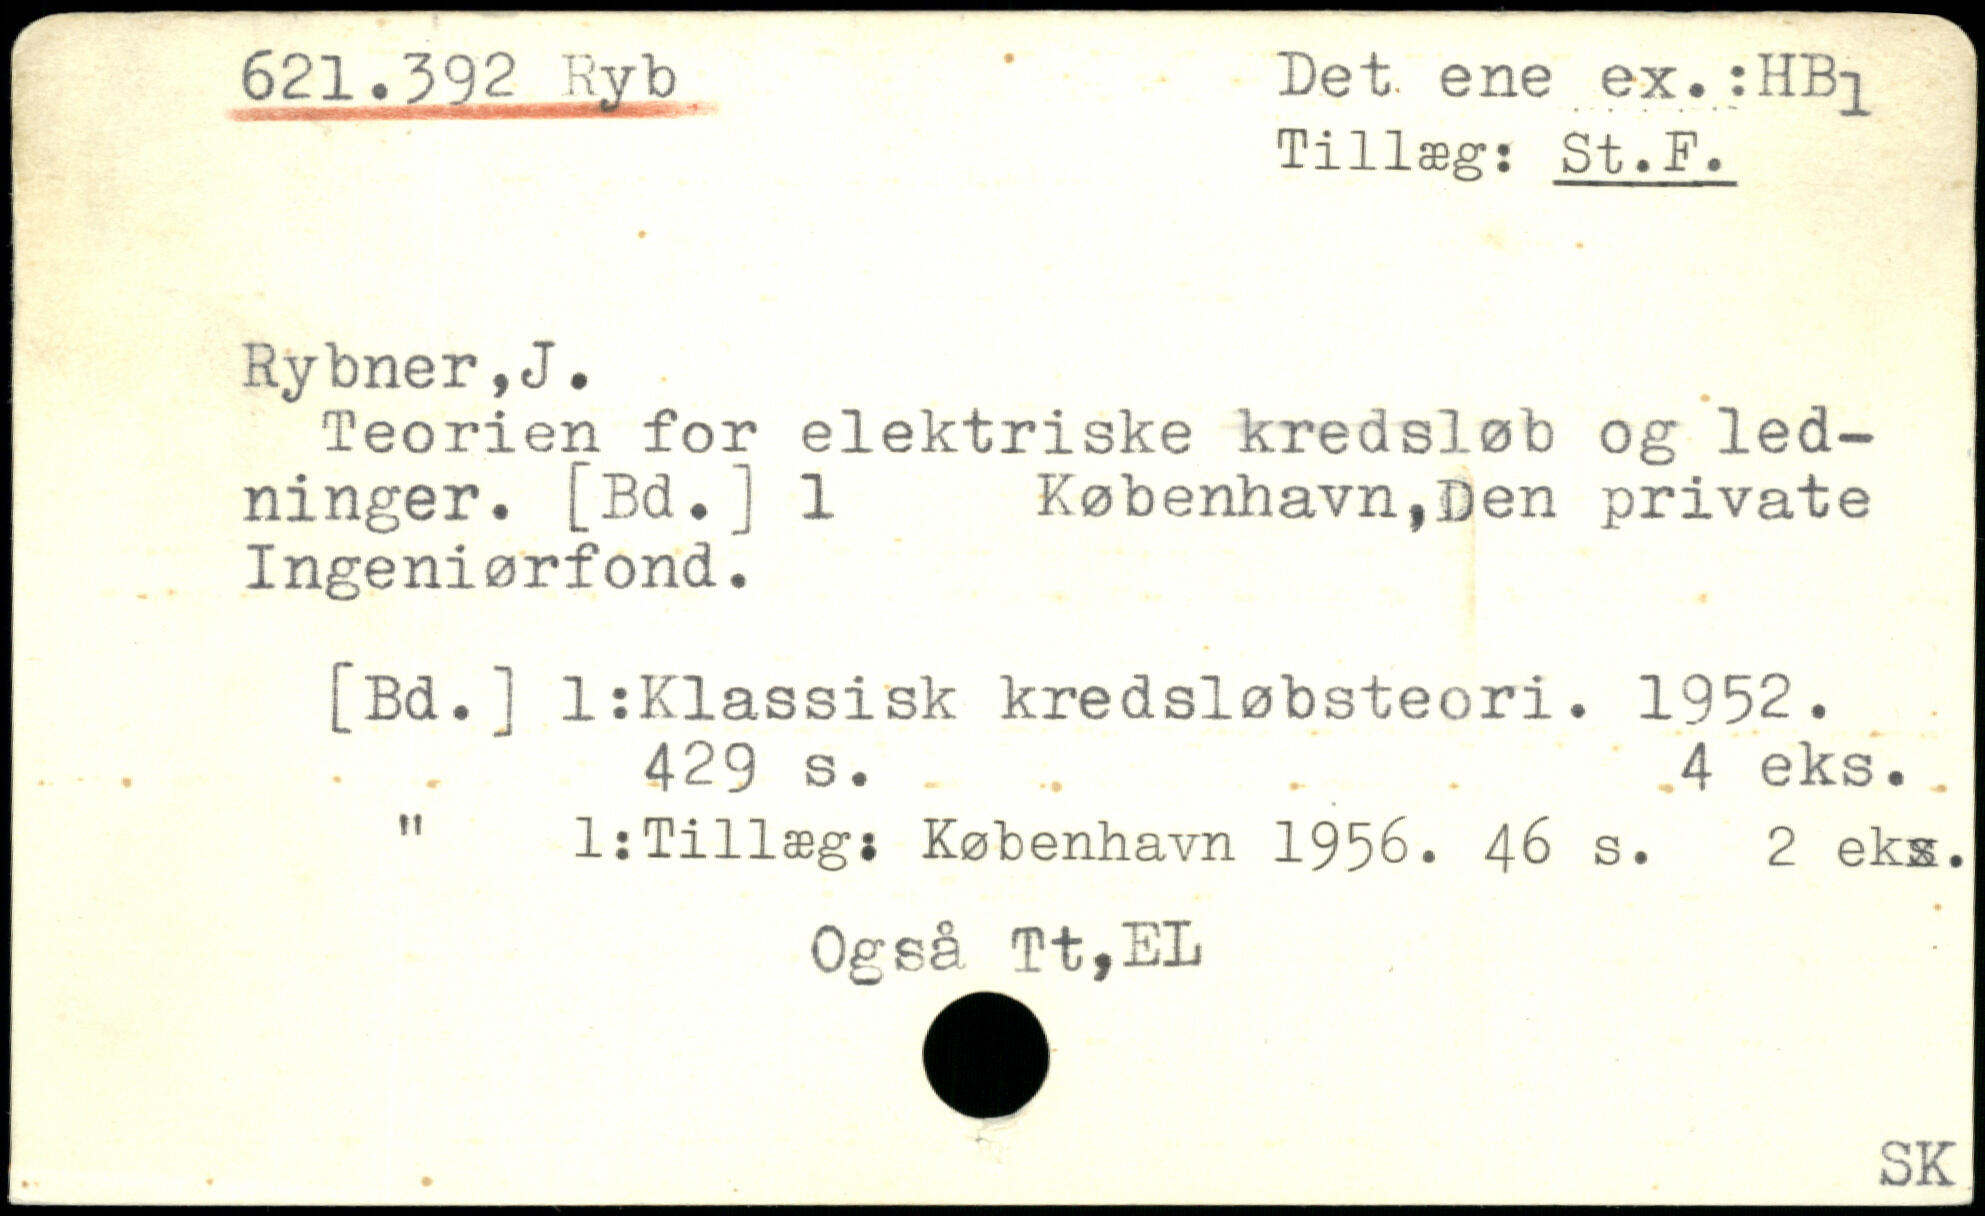 621.392 Ryb
Det ene ex.:HB1
Tillæg: St.F.
Rybner,J.
Teorien for elektriske kredsløb og led-
ninger. [Bd.] 1 København,Den private
Ingeniørfond.
[Bd.] 1:Klassisk kredsløbsteori. 1952.
429 s. 4 eks.
" 1:Tillæg: København 1956. 46 s. 2 eks.
Også Tt,EL
SK